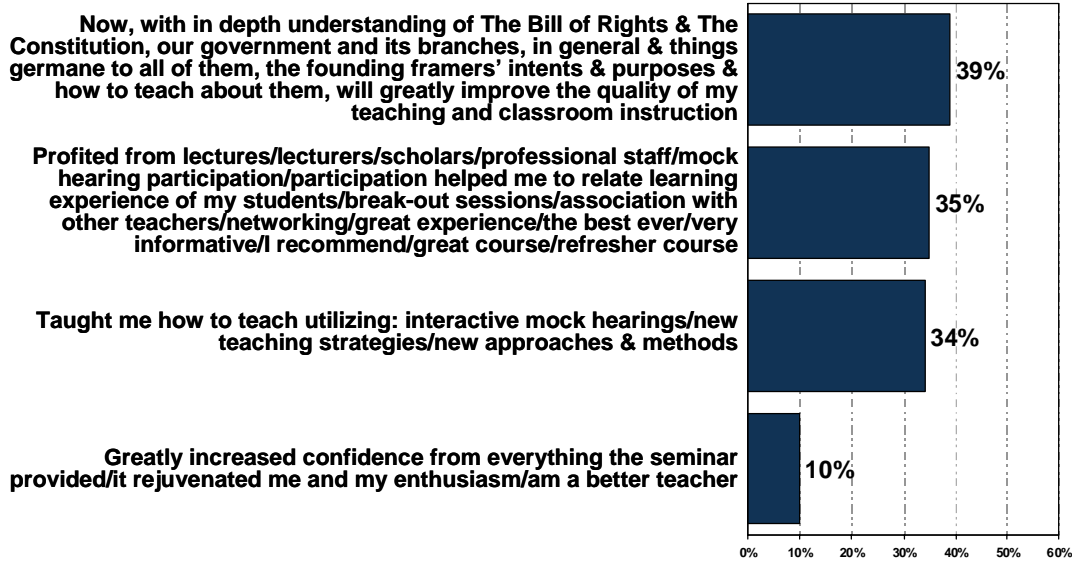 Now, with in depth understanding of The Bill of Rights & The
Constitution, our government and its branches, in general & things
germane to all of them, the founding framers' intents & purposes &
how to teach about them, will greatly improve the quality of my
teaching and classroom instruction
39%
Profited from lectures/lecturers/scholars/professional staff/mock
hearing participation/participation helped me to relate learning
experience of my students/break-out sessions/association with
other teachers/networking/great experience/the best ever/very
informative/I recommend/great course/refresher course
35%
Taught me how to teach utilizing: interactive mock hearings/new
teaching strategies/new approaches & methods
34%
Greatly increased confidence from everything the seminar
provided/it rejuvenated me and my enthusiasm/am a better teacher
10%
0% 10% 20% 30% 40% 50% 60%